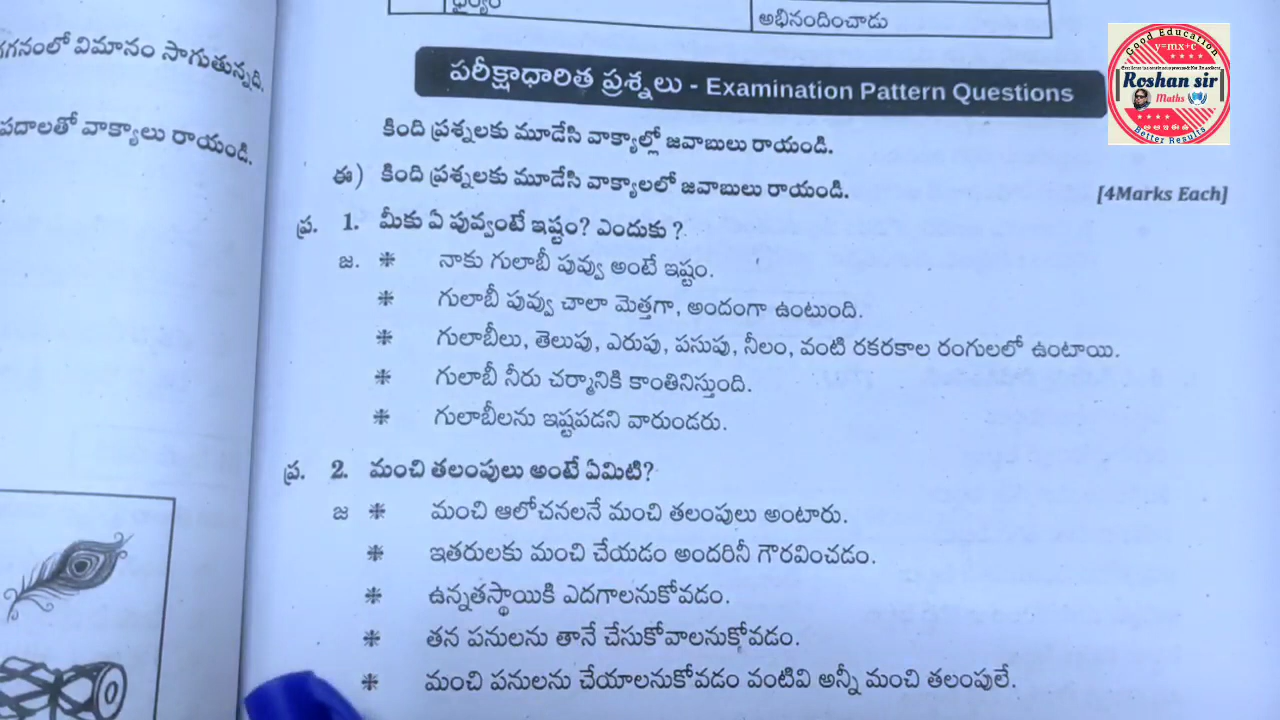 గగనంలో విమానం సాగుతున్నది.
పదాలతో వాక్యాలు రాయండి.
ధైర్యం
అభినందించాడు
పరీక్షాధారిత ప్రశ్నలు - Examination Pattern Questions
కింది ప్రశ్నలకు మూడేసి వాక్యాల్లో జవాబులు రాయండి.
ఈ) కింది ప్రశ్నలకు మూడేసి వాక్యాలలో జవాబులు రాయండి. [4Marks Each]
ప్ర. 1. మీకు ఏ పువ్వంటే ఇష్టం? ఎందుకు ?
జ. ❈ నాకు గులాబీ పువ్వు అంటే ఇష్టం.
❈ గులాబీ పువ్వు చాలా మెత్తగా, అందంగా ఉంటుంది.
❈ గులాబీలు, తెలుపు, ఎరుపు, పసుపు, నీలం, వంటి రకరకాల రంగులలో ఉంటాయి.
❈ గులాబీ నీరు చర్మానికి కాంతినిస్తుంది.
❈ గులాబీలను ఇష్టపడని వారుండరు.
ప్ర. 2. మంచి తలంపులు అంటే ఏమిటి?
జ ❈ మంచి ఆలోచనలనే మంచి తలంపులు అంటారు.
❈ ఇతరులకు మంచి చేయడం అందరినీ గౌరవించడం.
❈ ఉన్నతస్థాయికి ఎదగాలనుకోవడం.
❈ తన పనులను తానే చేసుకోవాలనుకోవడం.
❈ మంచి పనులను చేయాలనుకోవడం వంటివి అన్నీ మంచి తలంపులే.
Good Education
y=mx+c
Roshan sir
Maths
అ ఆ ఇ ఈ ఉ
Better Results